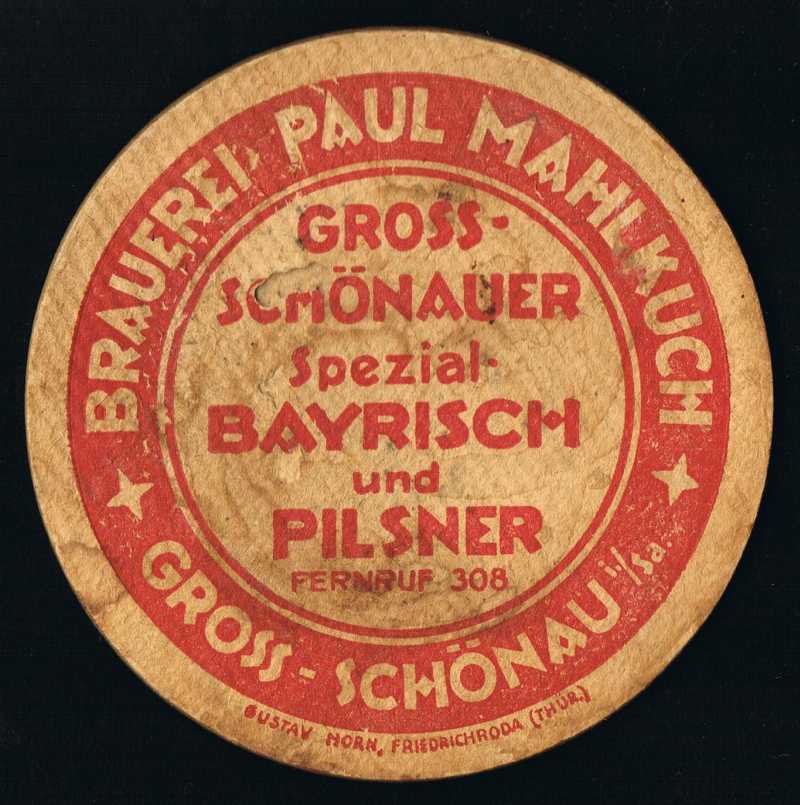 BRAUEREI PAUL MAHLKUCH
GROSS-
SCHÖNAUER
Spezial-
BAYRISCH
und
PILSNER
FERNRUF 308
GROSS-SCHÖNAU i/Sa.
GUSTAV HORN, FRIEDRICHRODA (THÜR.)